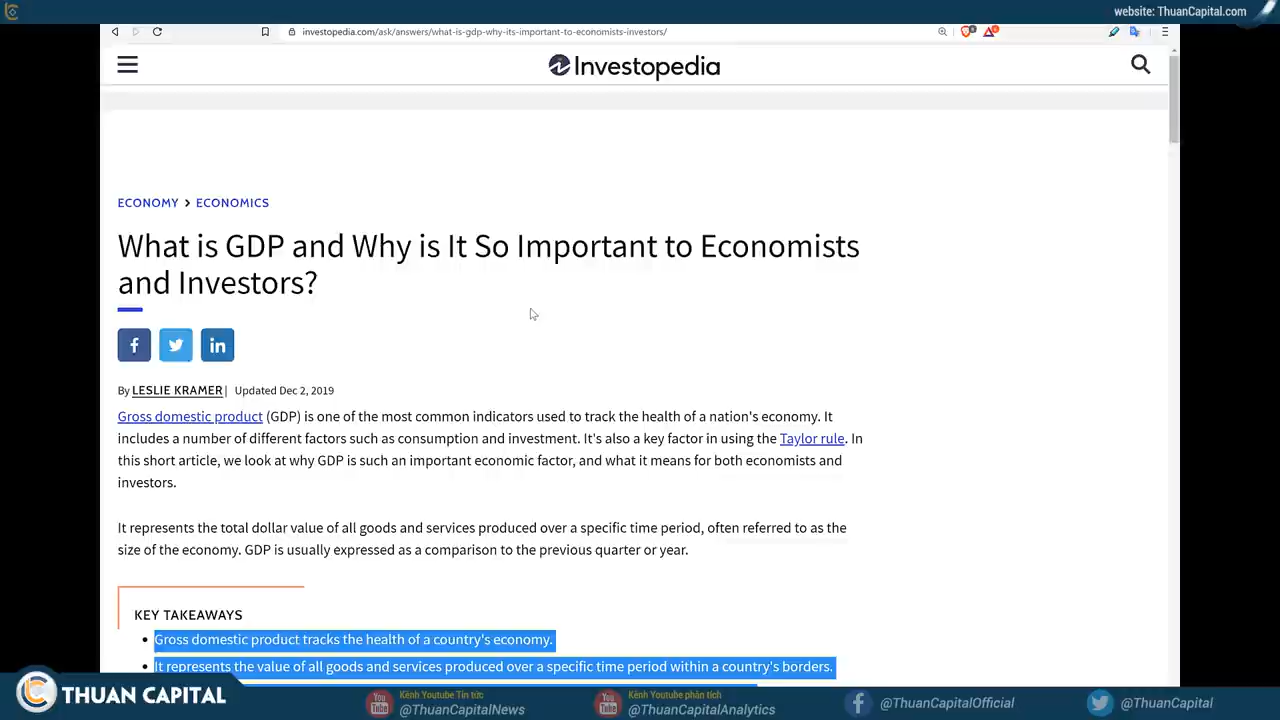 website: ThuanCapital.com
investopedia.com/ask/answers/what-is-gdp-why-its-important-to-economists-investors/
Investopedia
ECONOMY > ECONOMICS
What is GDP and Why is It So Important to Economists
and Investors?
By LESLIE KRAMER | Updated Dec 2, 2019
Gross domestic product (GDP) is one of the most common indicators used to track the health of a nation's economy. It
includes a number of different factors such as consumption and investment. It's also a key factor in using the Taylor rule. In
this short article, we look at why GDP is such an important economic factor, and what it means for both economists and
investors.
It represents the total dollar value of all goods and services produced over a specific time period, often referred to as the
size of the economy. GDP is usually expressed as a comparison to the previous quarter or year.
KEY TAKEAWAYS
• Gross domestic product tracks the health of a country's economy.
• It represents the value of all goods and services produced over a specific time period within a country's borders.
THUAN CAPITAL
You Tube
Kênh Youtube Tin tức
@ThuanCapitalNews
You Tube
Kênh Youtube phân tích
@ThuanCapitalAnalytics
@ThuanCapitalOfficial
@ThuanCapital